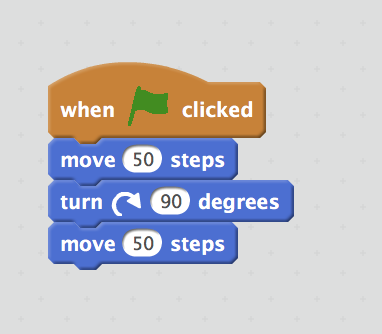 when clicked
move 50 steps
turn 90 degrees
move 50 steps